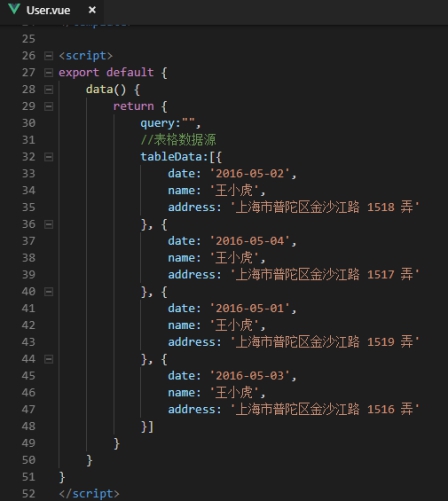 User.vue ×
25
26 <script>
27 export default {
28 data() {
29 return {
30 query:"",
31 //表格数据源
32 tableData:[{
33 date: '2016-05-02',
34 name: '王小虎',
35 address: '上海市普陀区金沙江路 1518 弄'
36 }, {
37 date: '2016-05-04',
38 name: '王小虎',
39 address: '上海市普陀区金沙江路 1517 弄'
40 }, {
41 date: '2016-05-01',
42 name: '王小虎',
43 address: '上海市普陀区金沙江路 1519 弄'
44 }, {
45 date: '2016-05-03',
46 name: '王小虎',
47 address: '上海市普陀区金沙江路 1516 弄'
48 }]
49 }
50 }
51 }
52 </script>